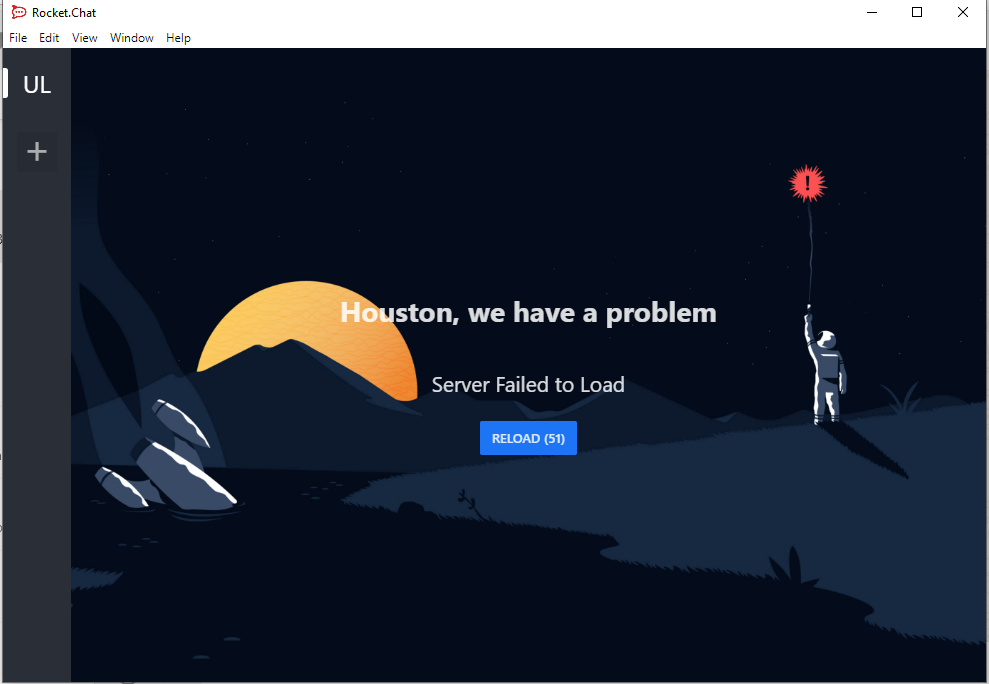 Rocket.Chat
File Edit View Window Help
UL
+
!
Houston, we have a problem
Server Failed to Load
RELOAD (51)